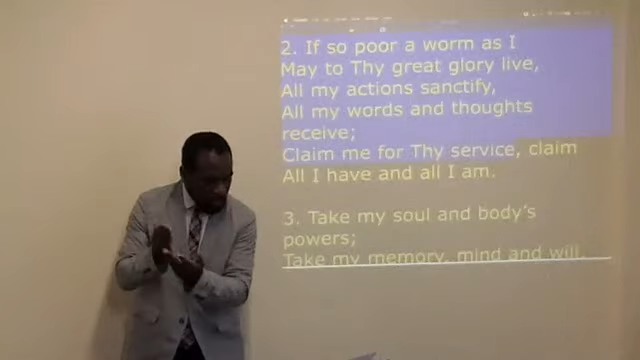 2. If so poor a worm as I
May to Thy great glory live,
All my actions sanctify,
All my words and thoughts
receive;
Claim me for Thy service, claim
All I have and all I am.
3. Take my soul and body's
powers;
Take my memory, mind and will,